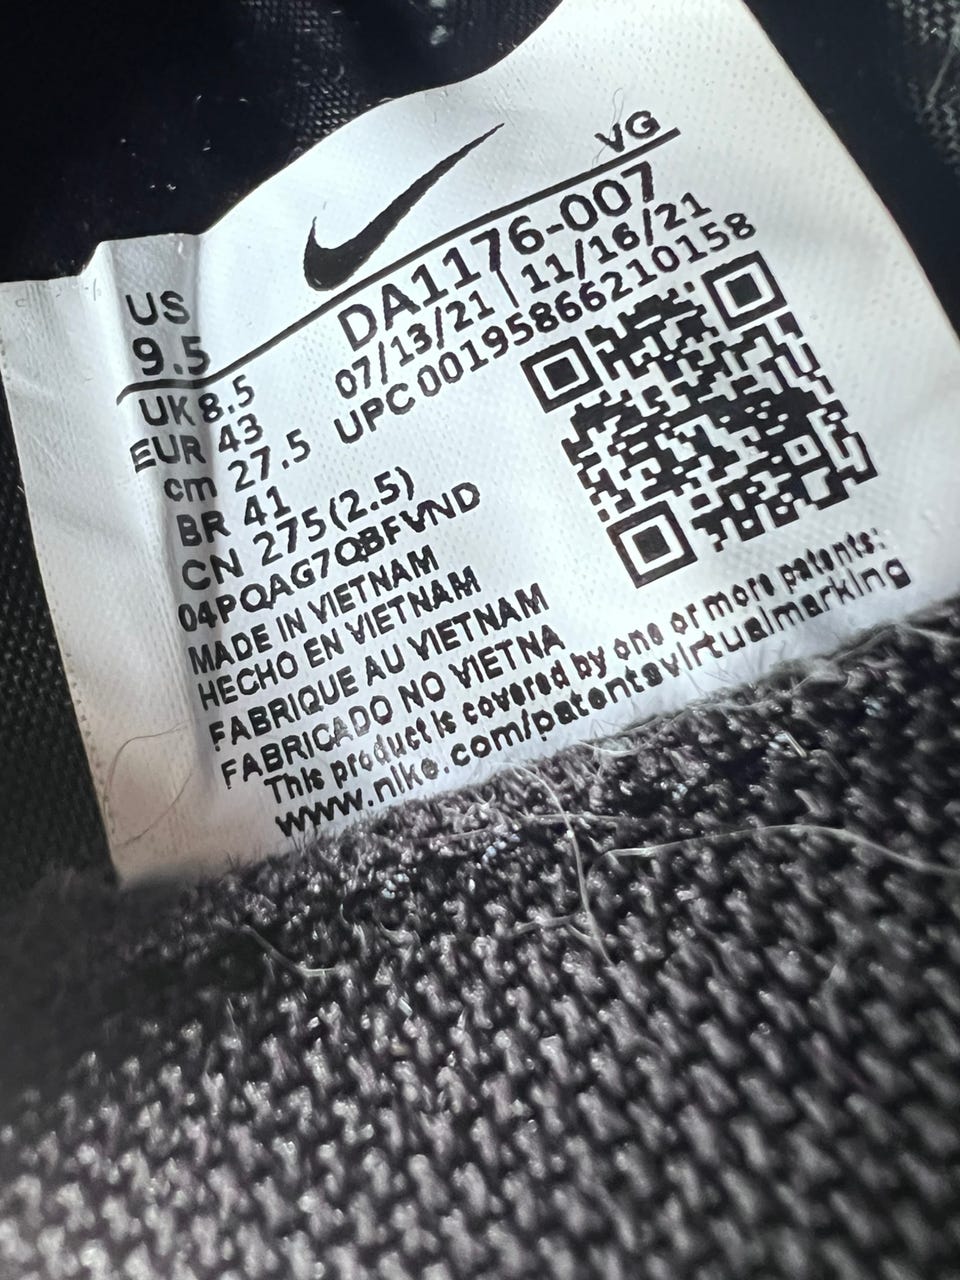 VG
US
9.5
DA1176-007
07/13/21 | 11/16/21
UPC 00195866210158
UK 8.5
EUR 43
cm 27.5
BR 41
CN 275(2.5)
04PQAG7QBFVND
MADE IN VIETNAM
HECHO EN VIETNAM
FABRIQUE AU VIETNAM
FABRICADO NO VIETNA
This product is covered by one or more patents:
www.nike.com/patentsvirtualmarking